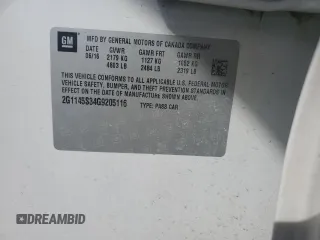 GM
MFD BY GENERAL MOTORS OF CANADA COMPANY
DATE GVWR GAWR FRT GAWR RR
06/16 2179 KG 1127 KG 1052 KG
4803 LB 2484 LB 2319 LB
THIS VEHICLE CONFORMS TO ALL APPLICABLE U.S. FEDERAL MOTOR
VEHICLE SAFETY, BUMPER, AND THEFT PREVENTION STANDARDS
IN EFFECT ON THE DATE OF MANUFACTURE SHOWN ABOVE.
2G1145S34G9205116 TYPE: PASS CAR
DREAMBID